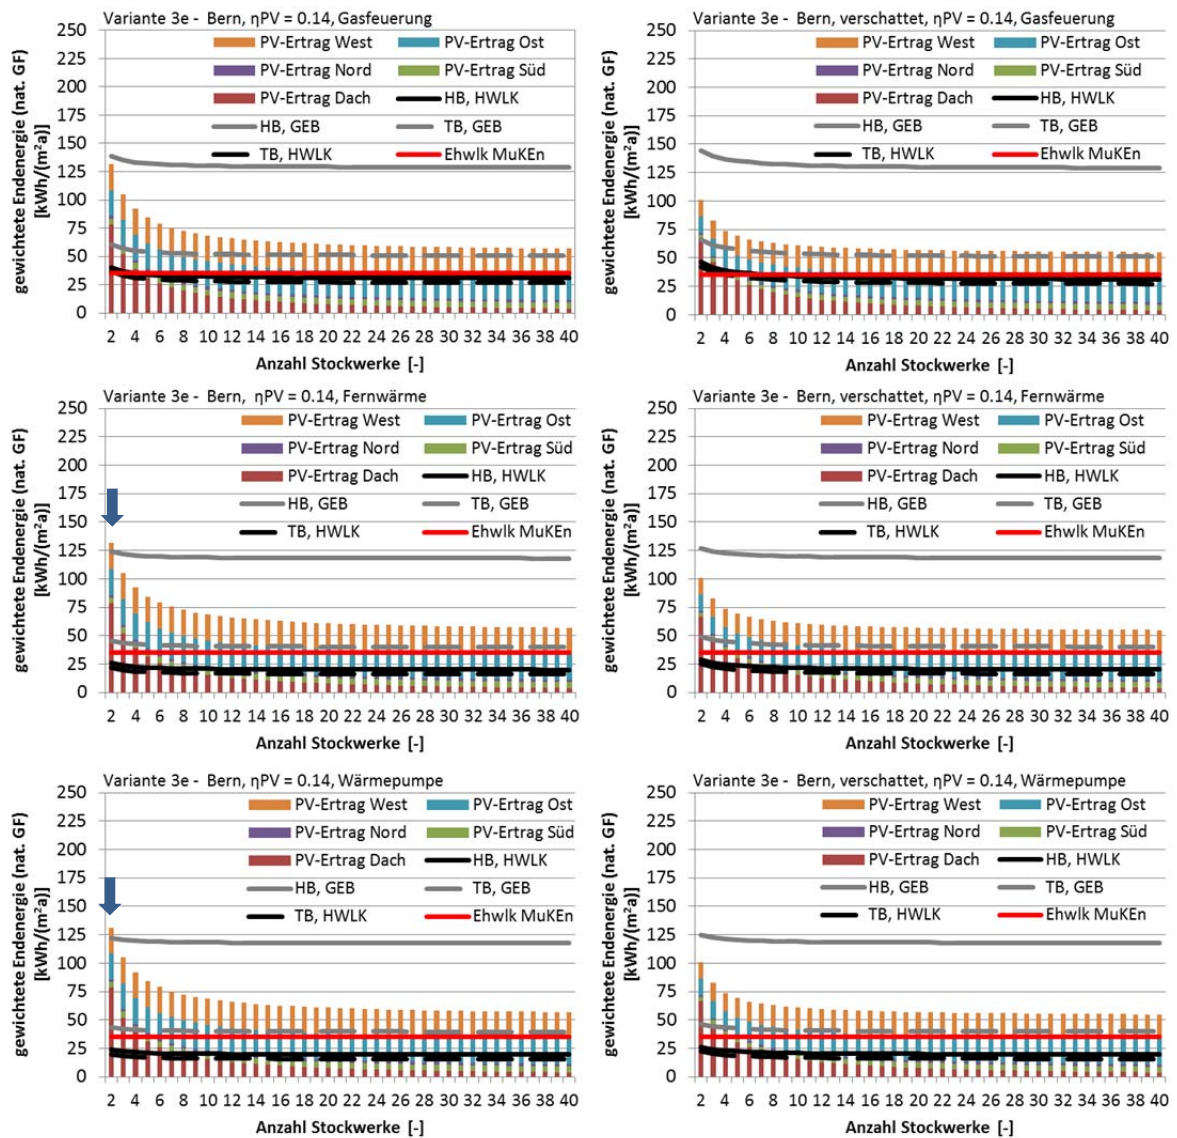 Variante 3e - Bern, ηPV = 0.14, Gasfeuerung
gewichtete Endenergie (nat. GF)
[kWh/(m²a)]
250
225
200
175
150
125
100
75
50
25
0
PV-Ertrag West
PV-Ertrag Ost
PV-Ertrag Nord
PV-Ertrag Süd
PV-Ertrag Dach
HB, HWLK
HB, GEB
TB, GEB
TB, HWLK
Ehwlk MuKEn
2 4 6 8 10 12 14 16 18 20 22 24 26 28 30 32 34 36 38 40
Anzahl Stockwerke [-]
Variante 3e - Bern, verschattet, ηPV = 0.14, Gasfeuerung
gewichtete Endenergie (nat. GF)
[kWh/(m²a)]
250
225
200
175
150
125
100
75
50
25
0
PV-Ertrag West
PV-Ertrag Ost
PV-Ertrag Nord
PV-Ertrag Süd
PV-Ertrag Dach
HB, HWLK
HB, GEB
TB, GEB
TB, HWLK
Ehwlk MuKEn
2 4 6 8 10 12 14 16 18 20 22 24 26 28 30 32 34 36 38 40
Anzahl Stockwerke [-]
Variante 3e - Bern, ηPV = 0.14, Fernwärme
gewichtete Endenergie (nat. GF)
[kWh/(m²a)]
250
225
200
175
150
125
100
75
50
25
0
PV-Ertrag West
PV-Ertrag Ost
PV-Ertrag Nord
PV-Ertrag Süd
PV-Ertrag Dach
HB, HWLK
HB, GEB
TB, GEB
TB, HWLK
Ehwlk MuKEn
2 4 6 8 10 12 14 16 18 20 22 24 26 28 30 32 34 36 38 40
Anzahl Stockwerke [-]
Variante 3e - Bern, verschattet, ηPV = 0.14, Fernwärme
gewichtete Endenergie (nat. GF)
[kWh/(m²a)]
250
225
200
175
150
125
100
75
50
25
0
PV-Ertrag West
PV-Ertrag Ost
PV-Ertrag Nord
PV-Ertrag Süd
PV-Ertrag Dach
HB, HWLK
HB, GEB
TB, GEB
TB, HWLK
Ehwlk MuKEn
2 4 6 8 10 12 14 16 18 20 22 24 26 28 30 32 34 36 38 40
Anzahl Stockwerke [-]
Variante 3e - Bern, ηPV = 0.14, Wärmepumpe
gewichtete Endenergie (nat. GF)
[kWh/(m²a)]
250
225
200
175
150
125
100
75
50
25
0
PV-Ertrag West
PV-Ertrag Ost
PV-Ertrag Nord
PV-Ertrag Süd
PV-Ertrag Dach
HB, HWLK
HB, GEB
TB, GEB
TB, HWLK
Ehwlk MuKEn
2 4 6 8 10 12 14 16 18 20 22 24 26 28 30 32 34 36 38 40
Anzahl Stockwerke [-]
Variante 3e - Bern, verschattet, ηPV = 0.14, Wärmepumpe
gewichtete Endenergie (nat. GF)
[kWh/(m²a)]
250
225
200
175
150
125
100
75
50
25
0
PV-Ertrag West
PV-Ertrag Ost
PV-Ertrag Nord
PV-Ertrag Süd
PV-Ertrag Dach
HB, HWLK
HB, GEB
TB, GEB
TB, HWLK
Ehwlk MuKEn
2 4 6 8 10 12 14 16 18 20 22 24 26 28 30 32 34 36 38 40
Anzahl Stockwerke [-]